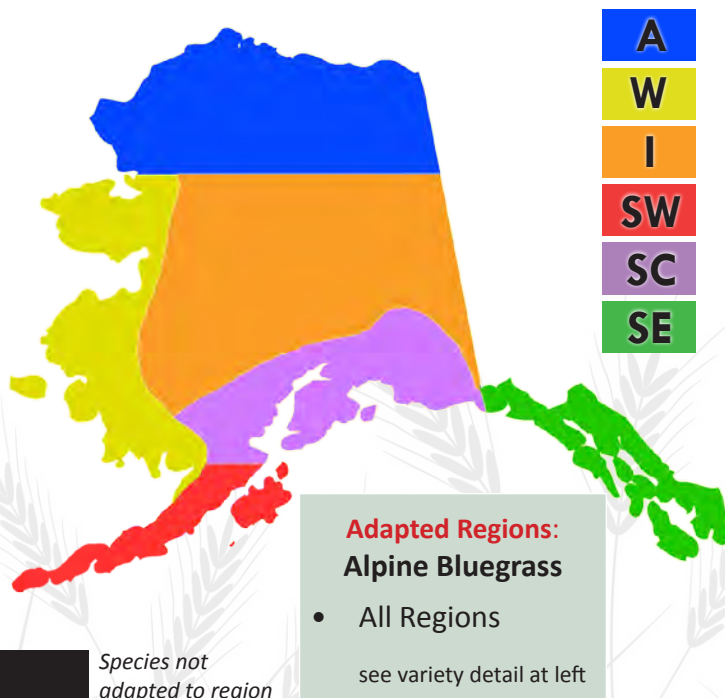 A
W
I
SW
SC
SE
Adapted Regions:
Alpine Bluegrass
• All Regions
see variety detail at left
Species not
adapted to region